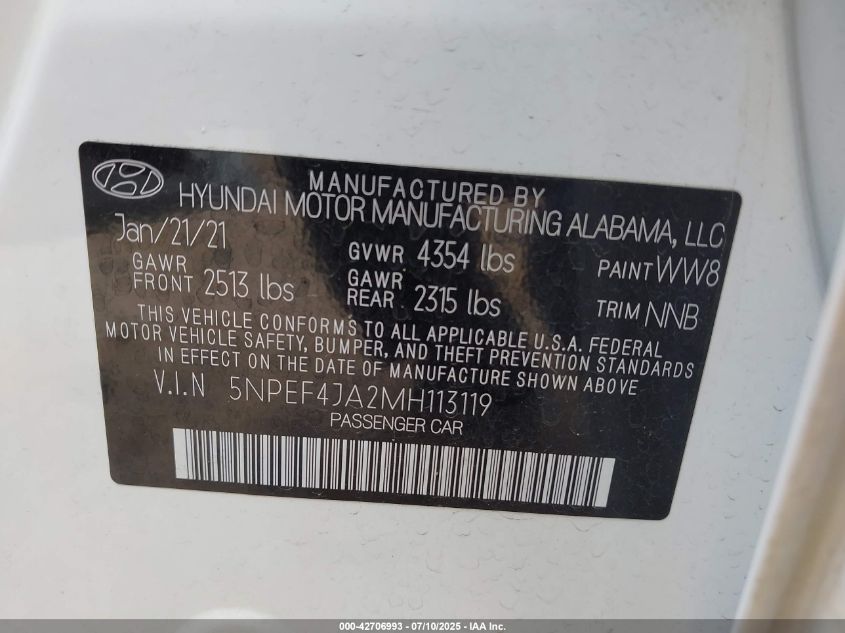 MANUFACTURED BY
HYUNDAI MOTOR MANUFACTURING ALABAMA, LLC
Jan/21/21 GVWR 4354 lbs PAINT WW8
GAWR FRONT 2513 lbs GAWR REAR 2315 lbs TRIM NNB
THIS VEHICLE CONFORMS TO ALL APPLICABLE U.S.A. FEDERAL
MOTOR VEHICLE SAFETY, BUMPER, AND THEFT PREVENTION STANDARDS
IN EFFECT ON THE DATE OF MANUFACTURE SHOWN ABOVE.
V.I.N 5NPEF4JA2MH113119
PASSENGER CAR
000-42706993 - 07/10/2025 - IAA Inc.